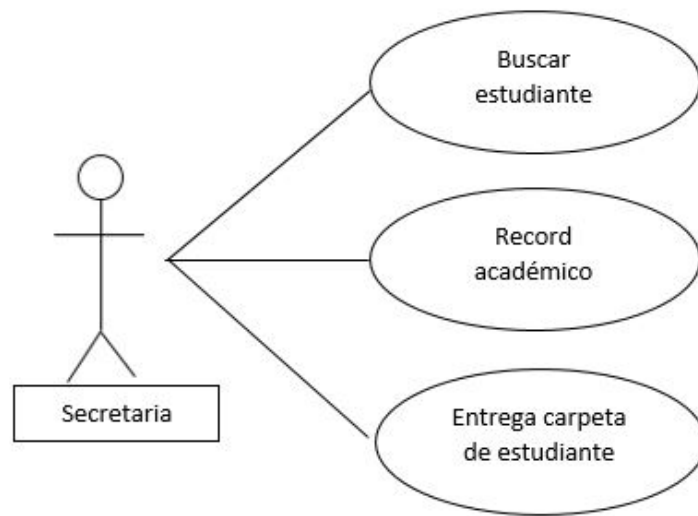 Buscar
estudiante
Record
académico
Secretaria
Entrega carpeta
de estudiante